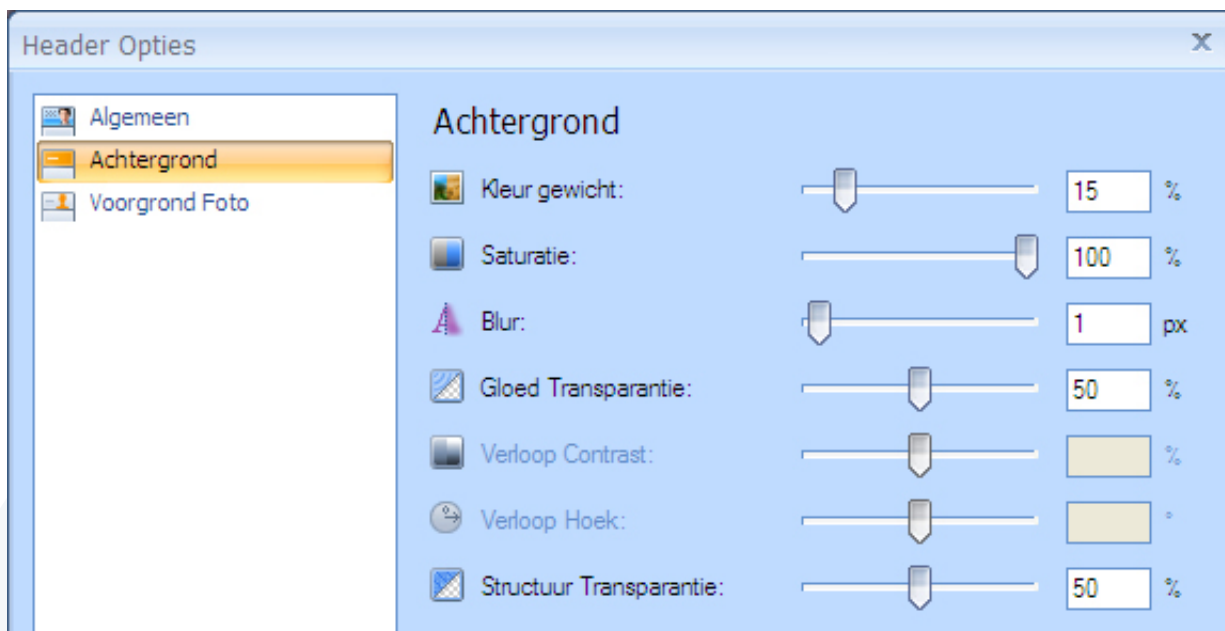 Header Opties
Algemeen
Achtergrond
Voorgrond Foto
Achtergrond
Kleur gewicht: 15 %
Saturatie: 100 %
Blur: 1 px
Gloed Transparantie: 50 %
Verloop Contrast: %
Verloop Hoek: °
Structuur Transparantie: 50 %